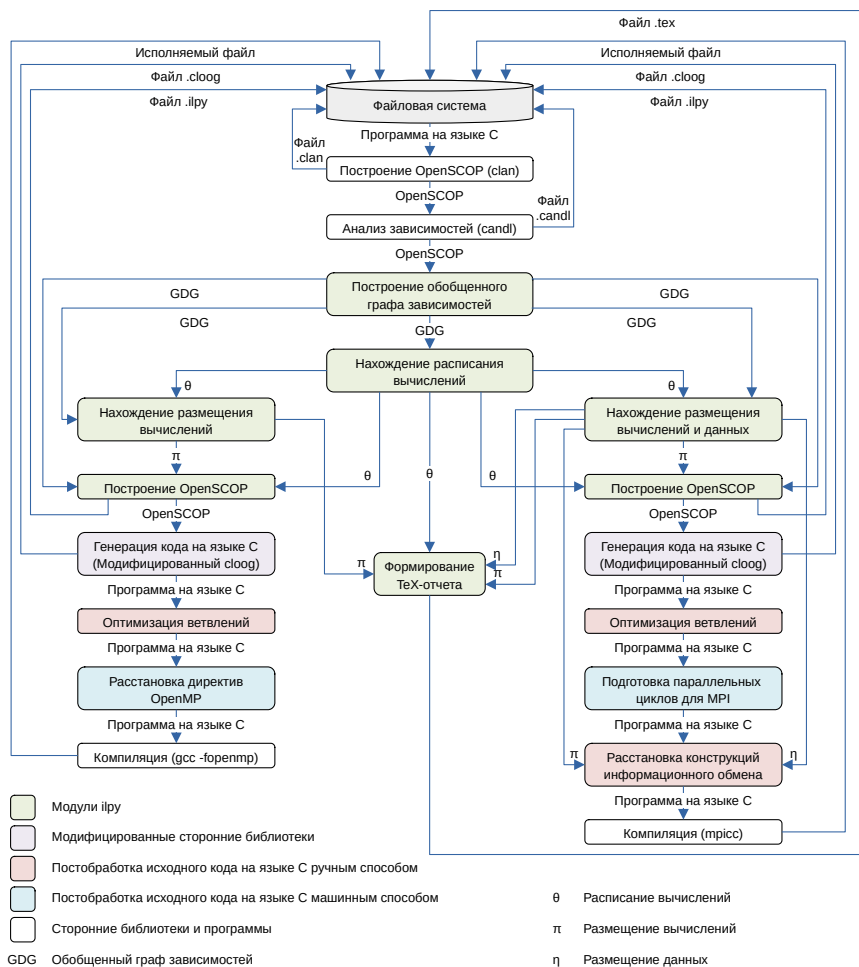 Файл .tex
Исполняемый файл
Исполняемый файл
Файл .cloog
Файл .cloog
Файл .ilpy
Файл .ilpy
Файловая система
Программа на языке C
Файл
.clan
Построение OpenSCOP (clan)
OpenSCOP
Файл
.candl
Анализ зависимостей (candl)
OpenSCOP
Построение обобщенного
графа зависимостей
GDG
GDG
GDG
GDG
GDG
Нахождение расписания
вычислений
θ
θ
Нахождение размещения
вычислений
Нахождение размещения
вычислений и данных
π
π
θ
θ
θ
Построение OpenSCOP
Построение OpenSCOP
OpenSCOP
OpenSCOP
Генерация кода на языке C
(Модифицированный cloog)
π
Формирование
TeX-отчета
η
π
Генерация кода на языке C
(Модифицированный cloog)
Программа на языке C
Программа на языке C
Оптимизация ветвлений
Оптимизация ветвлений
Программа на языке C
Программа на языке C
Расстановка директив
OpenMP
Подготовка параллельных
циклов для MPI
Программа на языке C
Программа на языке C
Компиляция (gcc -fopenmp)
π
Расстановка конструкций
информационного обмена
η
Программа на языке C
Компиляция (mpicc)
Модули ilpy
Модифицированные сторонние библиотеки
Постобработка исходного кода на языке C ручным способом
Постобработка исходного кода на языке C машинным способом
Сторонние библиотеки и программы
GDG Обобщенный граф зависимостей
θ Расписание вычислений
π Размещение вычислений
η Размещение данных